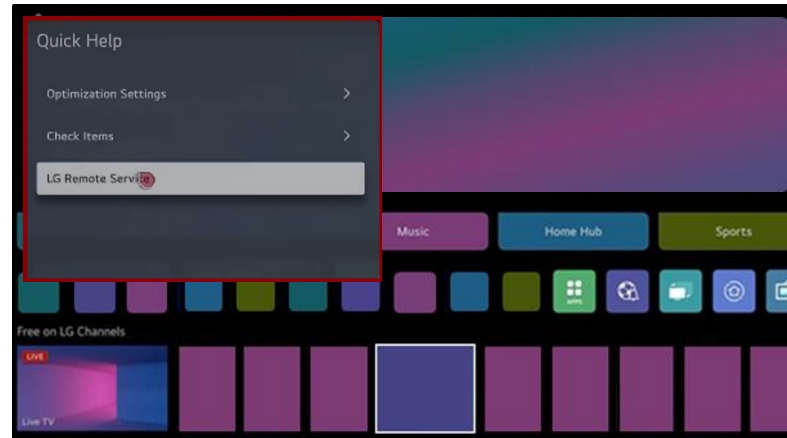 Quick Help
Optimization Settings
Check Items
LG Remote Service
Music
Home Hub
Sports
APPS
Free on LG Channels
LIVE
Live TV